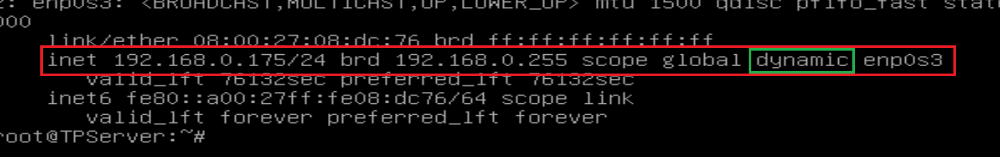 2: enp0s3: <BROADCAST,MULTICAST,UP,LOWER_UP> mtu 1500 qdisc pfifo_fast
000
link/ether 08:00:27:08:dc:76 brd ff:ff:ff:ff:ff:ff
inet 192.168.0.175/24 brd 192.168.0.255 scope global dynamic enp0s3
valid_lft 76132sec preferred_lft 76132sec
inet6 fe80::a00:27ff:fe08:dc76/64 scope link
valid_lft forever preferred_lft forever
root@TPServer:~#